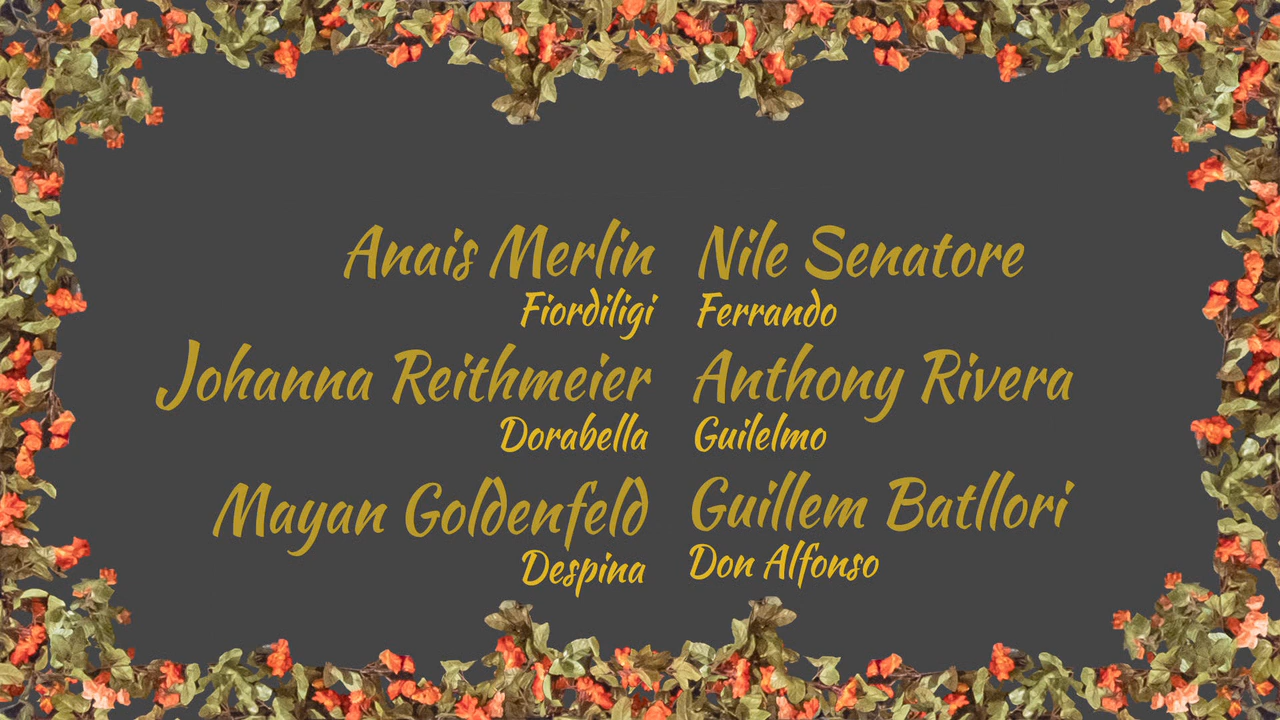 Anais Merlin
Fiordiligi
Johanna Reithmeier
Dorabella
Mayan Goldenfeld
Despina
Nile Senatore
Ferrando
Anthony Rivera
Guilelmo
Guillem Batllori
Don Alfonso